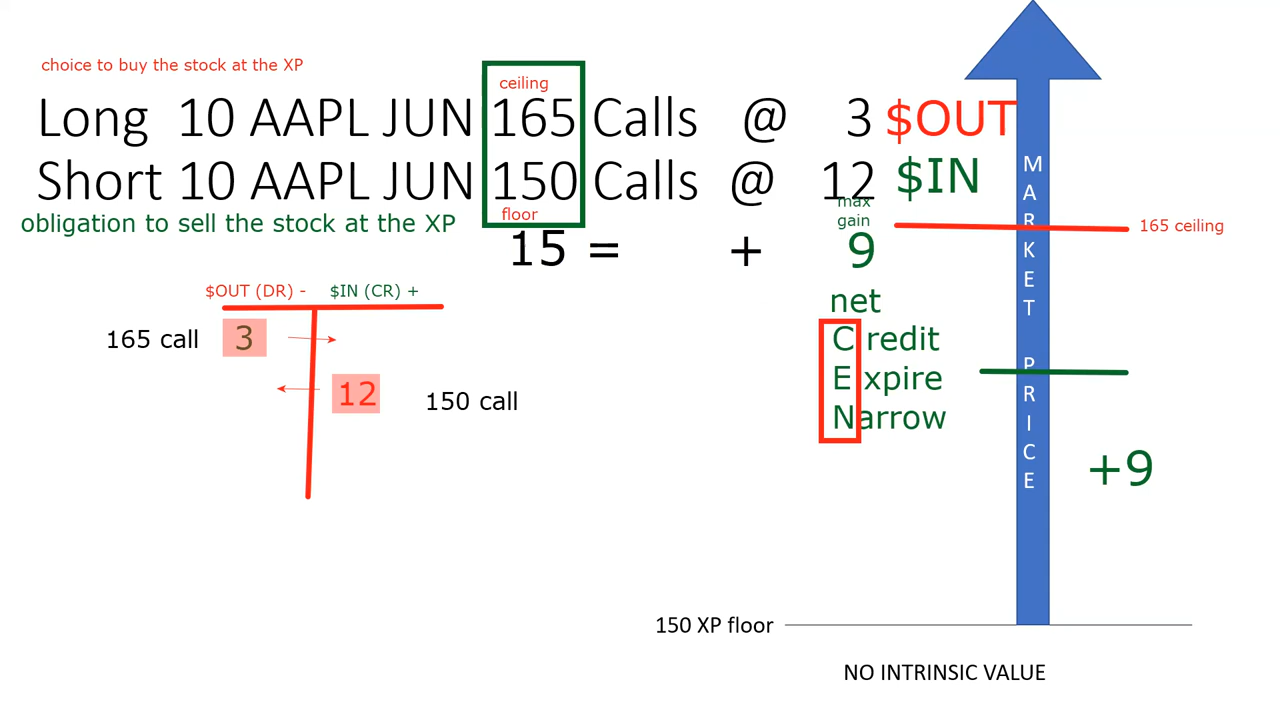 choice to buy the stock at the XP
ceiling
Long 10 AAPL JUN 165 Calls @ 3 $OUT
Short 10 AAPL JUN 150 Calls @ 12 $IN
obligation to sell the stock at the XP
floor
max
gain
15 = + 9
165 ceiling
net
Credit
Expire
Narrow
$OUT (DR) - $IN (CR) +
165 call 3
12 150 call
MARKET PRICE
+9
150 XP floor
NO INTRINSIC VALUE